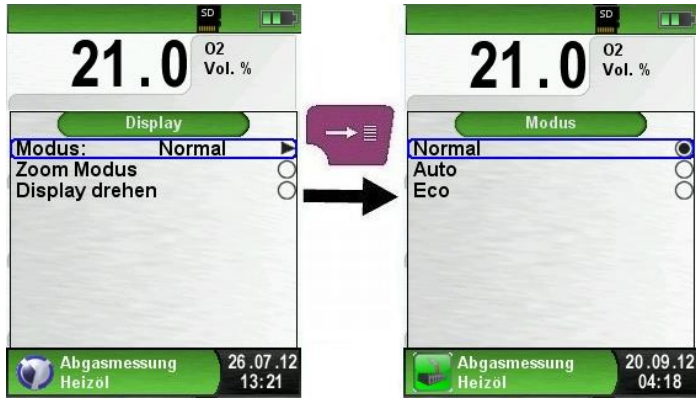 SD
21.0 O2
Vol. %
Display
Modus: Normal
Zoom Modus
Display drehen
Abgasmessung 26.07.12
Heizöl 13:21
SD
21.0 O2
Vol. %
Modus
Normal
Auto
Eco
Abgasmessung 20.09.12
Heizöl 04:18